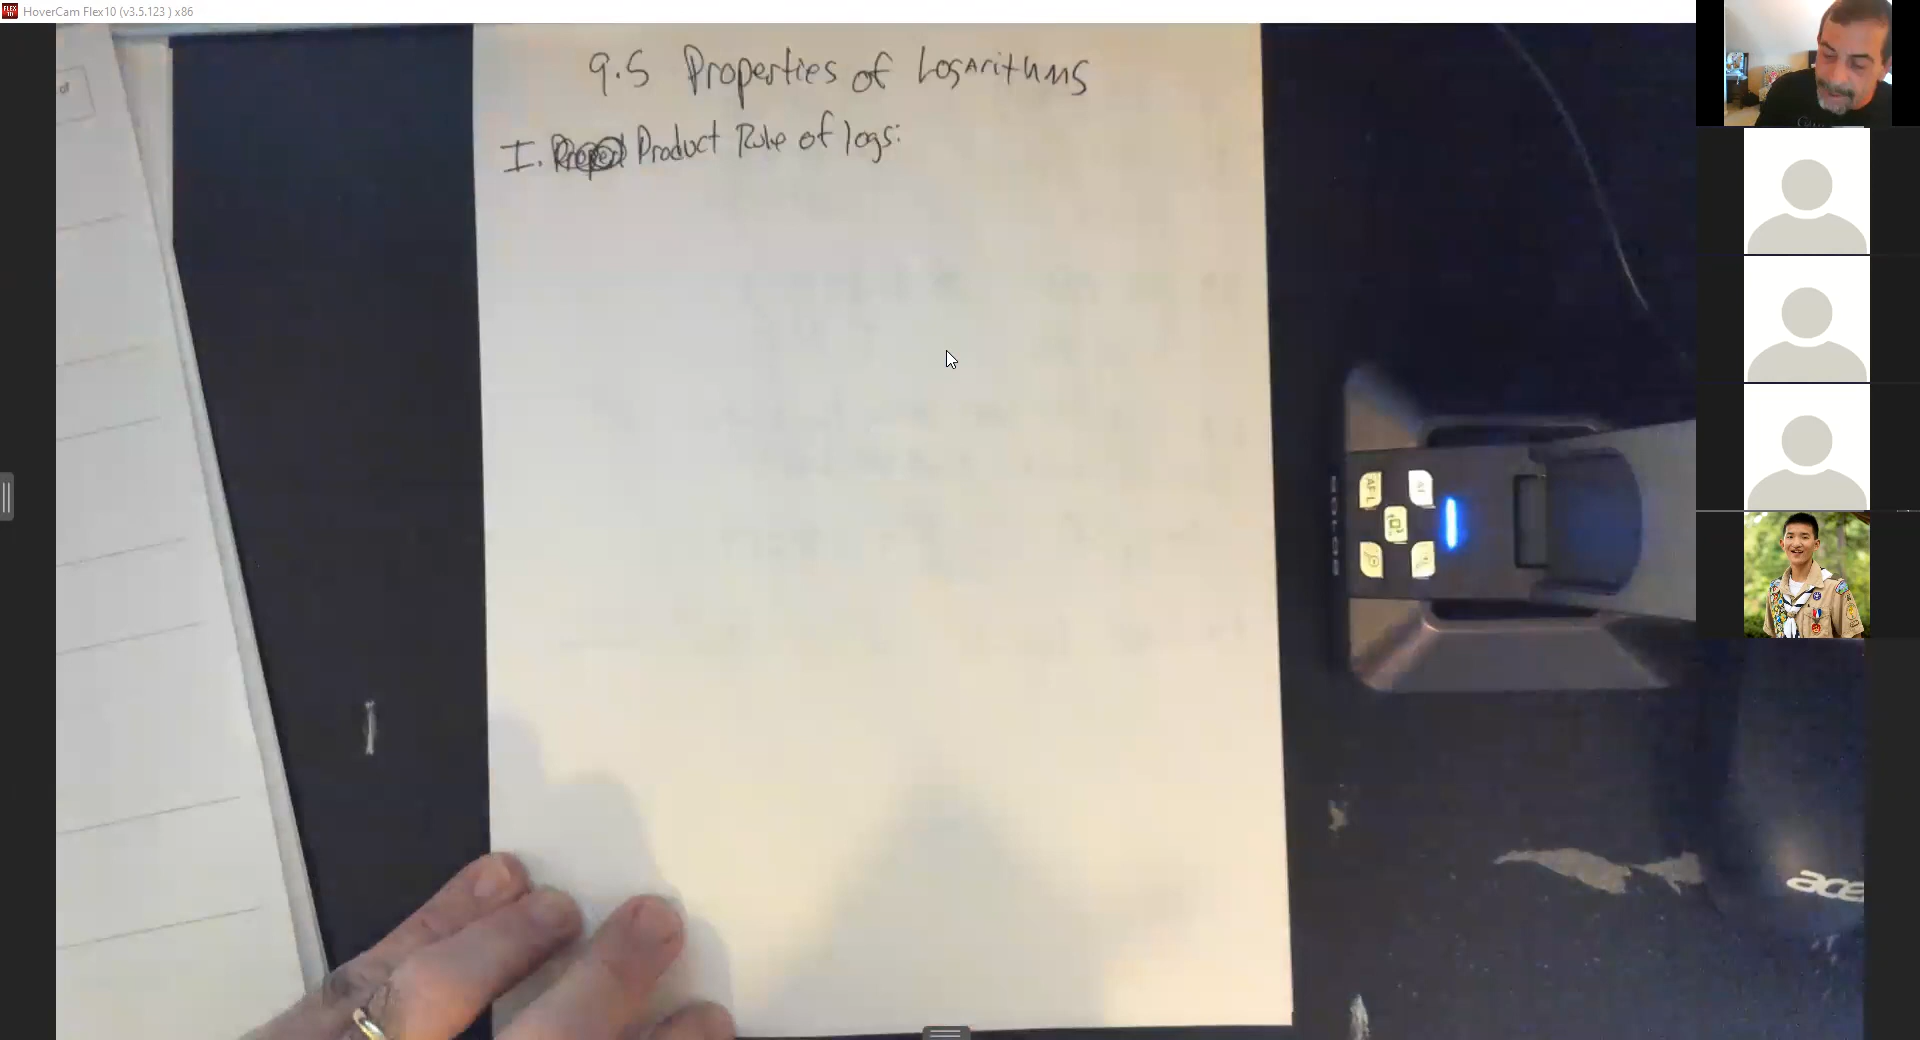 HoverCam Flex10 (v3.5.123 ) x86
9.5 Properties of Logarithms
I. Product Rule of logs:
acer